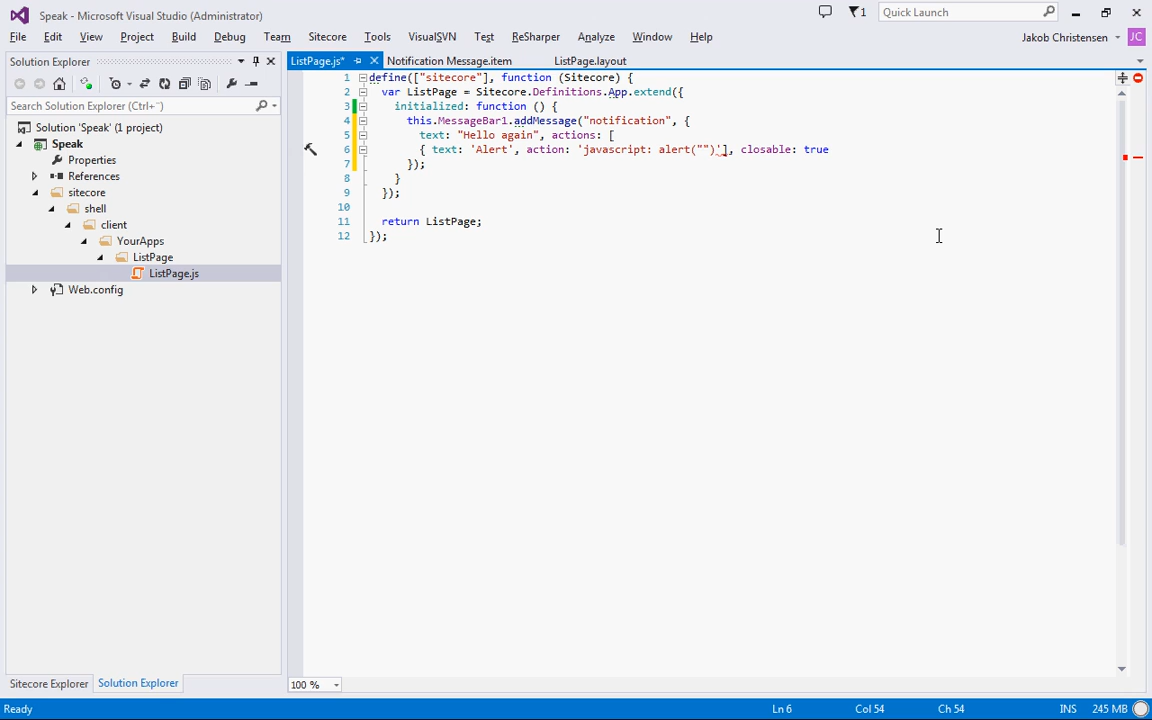 Speak - Microsoft Visual Studio (Administrator)
1
Quick Launch
File Edit View Project Build Debug Team Sitecore Tools VisualSVN Test ReSharper Analyze Window Help
Jakob Christensen JC
Solution Explorer
Search Solution Explorer (Ctrl+¨)
Solution 'Speak' (1 project)
Speak
Properties
References
sitecore
shell
client
YourApps
ListPage
ListPage.js
Web.config
Sitecore Explorer Solution Explorer
ListPage.js* Notification Message.item ListPage.layout
1 define(["sitecore"], function (Sitecore) {
2 var ListPage = Sitecore.Definitions.App.extend({
3 initialized: function () {
4 this.MessageBar1.addMessage("notification", {
5 text: "Hello again", actions: [
6 { text: 'Alert', action: 'javascript: alert("")'], closable: true
7 });
8 }
9 });
10
11 return ListPage;
12 });
100 %
Ready Ln 6 Col 54 Ch 54 INS 245 MB